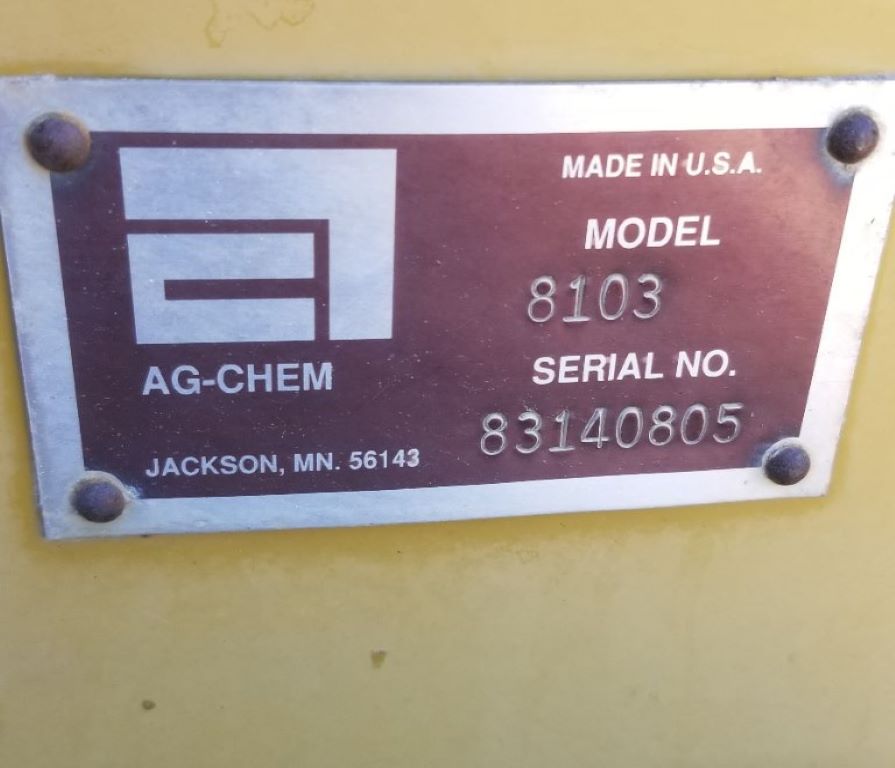 MADE IN U.S.A.
MODEL
8103
AG-CHEM
SERIAL NO.
83140805
JACKSON, MN. 56143